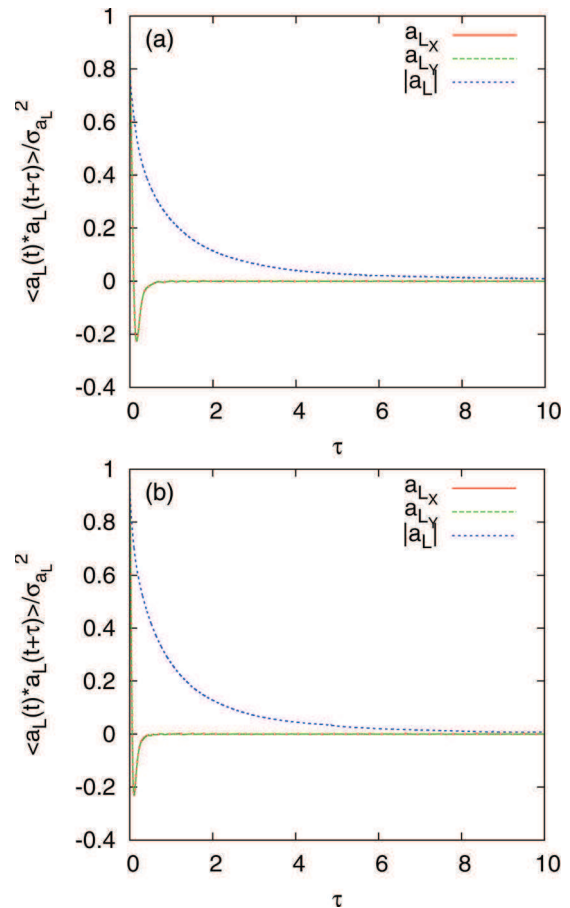 (a)
a_{L_X}
a_{L_Y}
|a_L|
1
0.8
0.6
0.4
0.2
0
-0.2
-0.4
<a_L(t)*a_L(t+τ)>/σ_{a_L}^2
0 2 4 6 8 10
τ
(b)
a_{L_X}
a_{L_Y}
|a_L|
1
0.8
0.6
0.4
0.2
0
-0.2
-0.4
<a_L(t)*a_L(t+τ)>/σ_{a_L}^2
0 2 4 6 8 10
τ